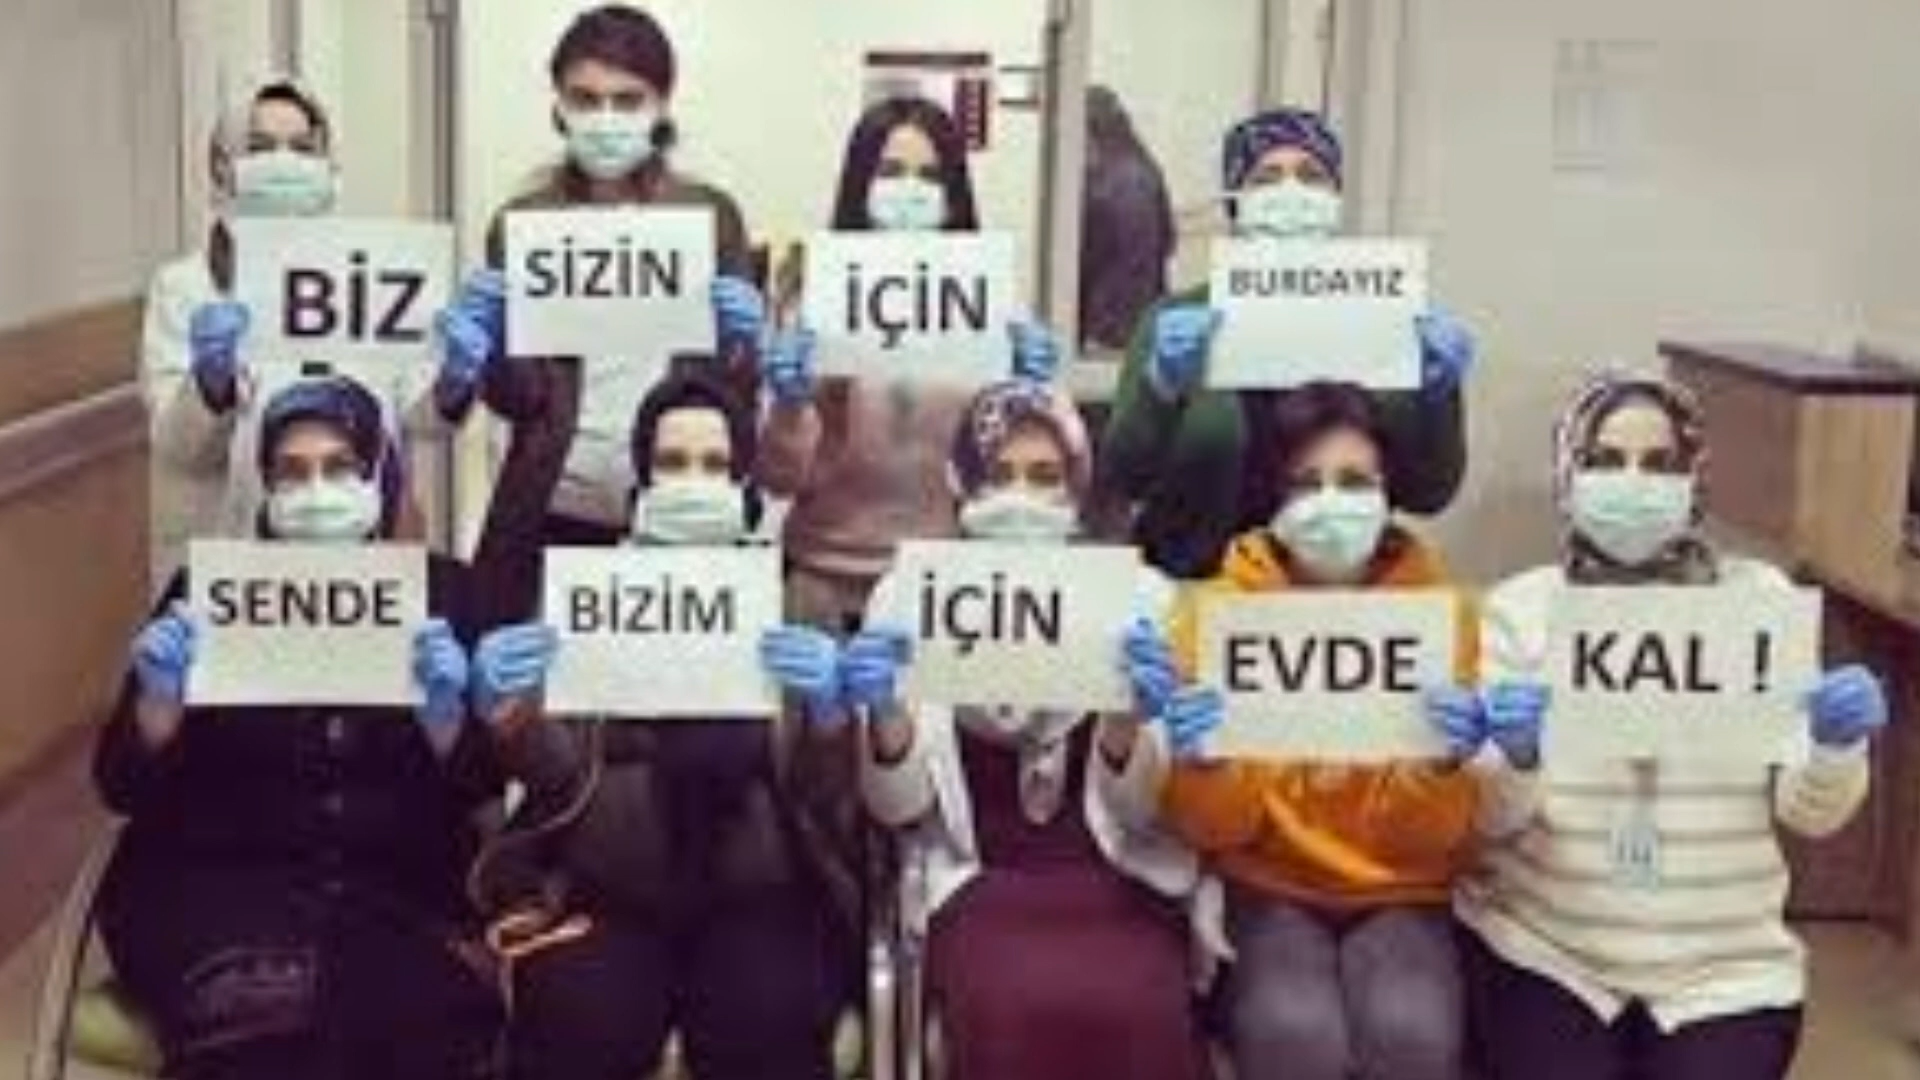 BİZ SİZİN İÇİN BURDAYIZ
SENDE BİZİM İÇİN EVDE KAL !